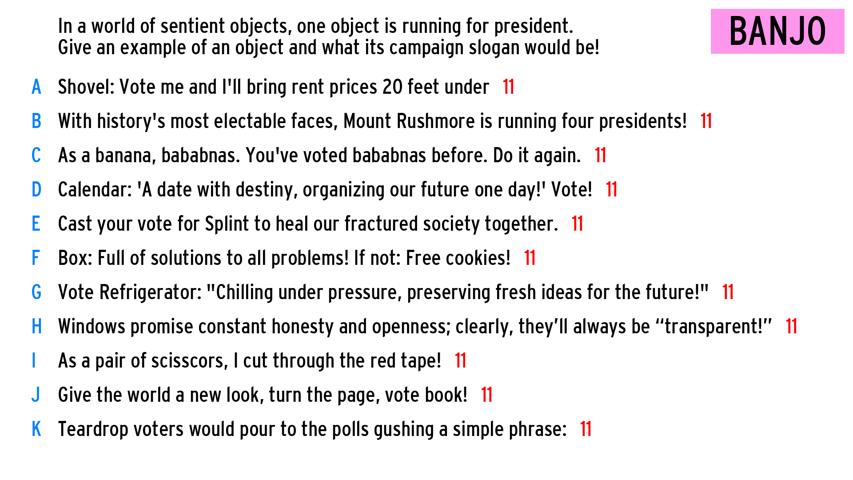 In a world of sentient objects, one object is running for president.
Give an example of an object and what its campaign slogan would be!
BANJO
A Shovel: Vote me and I'll bring rent prices 20 feet under 11
B With history's most electable faces, Mount Rushmore is running four presidents! 11
C As a banana, bababnas. You've voted bababnas before. Do it again. 11
D Calendar: 'A date with destiny, organizing our future one day!' Vote! 11
E Cast your vote for Splint to heal our fractured society together. 11
F Box: Full of solutions to all problems! If not: Free cookies! 11
G Vote Refrigerator: "Chilling under pressure, preserving fresh ideas for the future!" 11
H Windows promise constant honesty and openness; clearly, they’ll always be “transparent!” 11
I As a pair of scisscors, I cut through the red tape! 11
J Give the world a new look, turn the page, vote book! 11
K Teardrop voters would pour to the polls gushing a simple phrase: 11